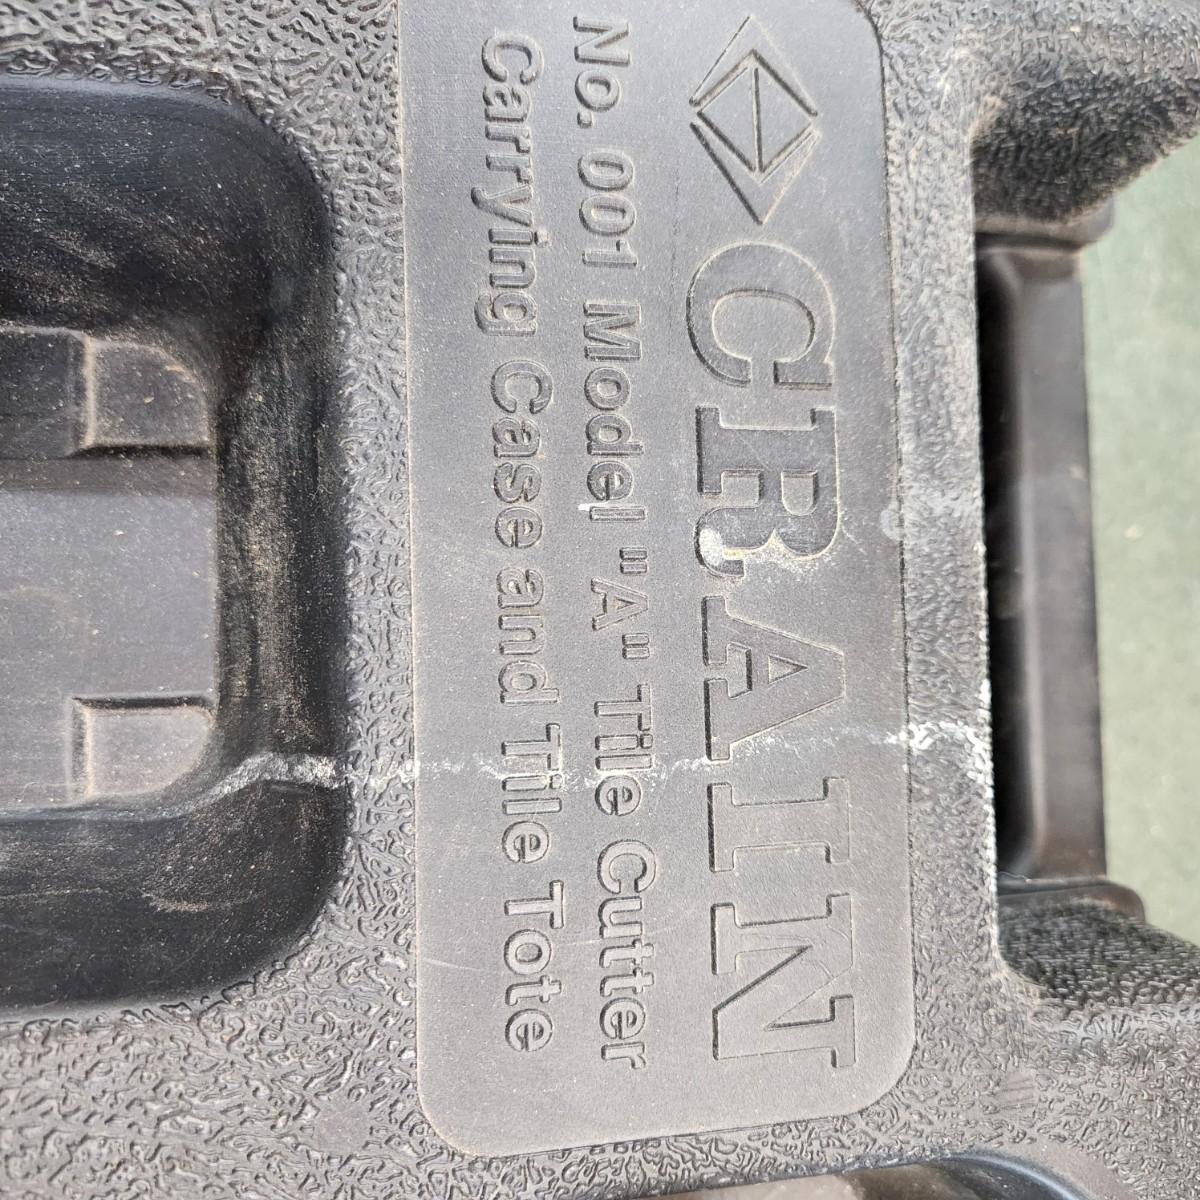 CRAIN
No. 001 Model "A" Tile Cutter
Carrying Case and Tile Tote